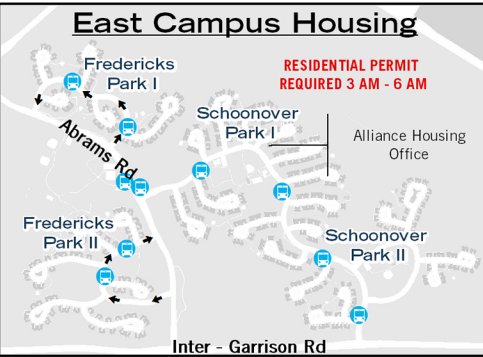 East Campus Housing
Fredericks
Park I
RESIDENTIAL PERMIT
REQUIRED 3 AM - 6 AM
Schoonover
Park I
Abrams Rd
Alliance Housing
Office
Fredericks
Park II
Schoonover
Park II
Inter - Garrison Rd